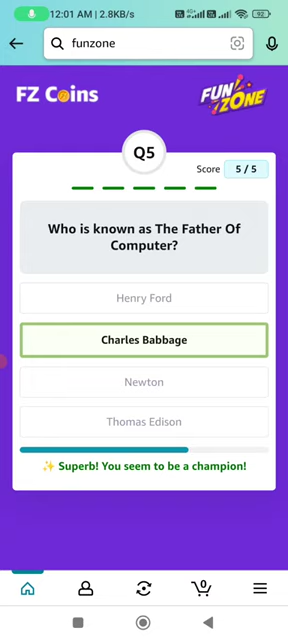 12:01 AM | 2.8KB/s
4G+
92
funzone
FZ Coins
FUN ZONE
Q5
Score 5 / 5
Who is known as The Father Of
Computer?
Henry Ford
Charles Babbage
Newton
Thomas Edison
✨ Superb! You seem to be a champion!
0